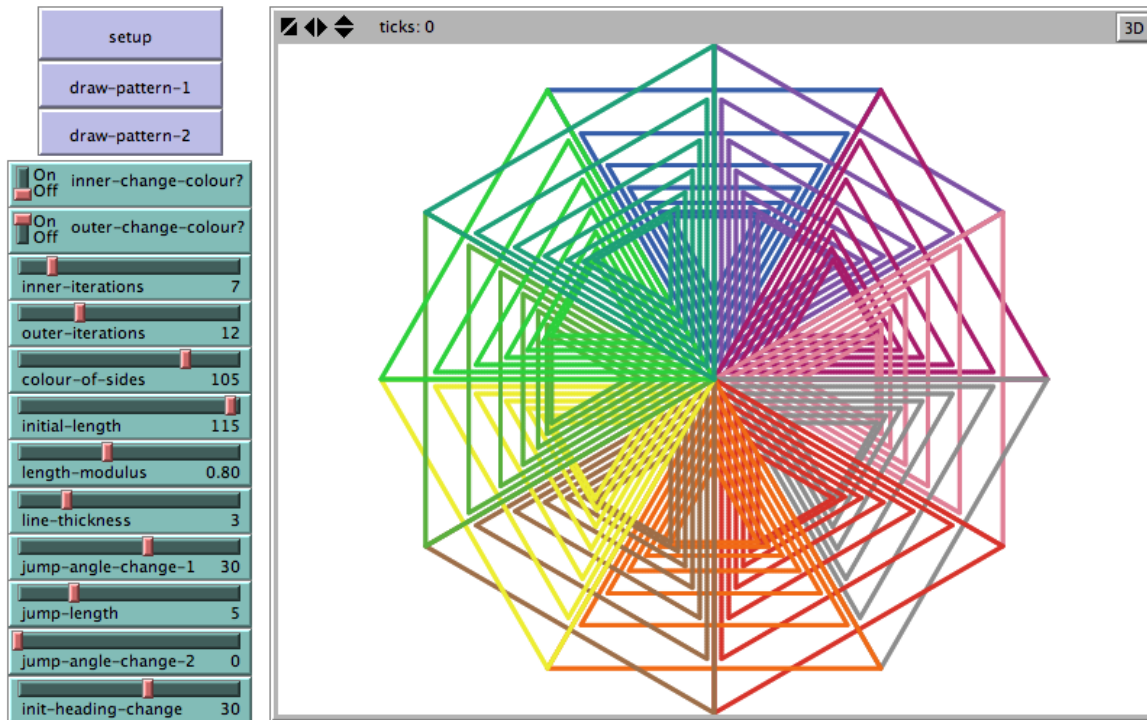 setup
draw-pattern-1
draw-pattern-2
On
Off
inner-change-colour?
On
Off
outer-change-colour?
inner-iterations 7
outer-iterations 12
colour-of-sides 105
initial-length 115
length-modulus 0.80
line-thickness 3
jump-angle-change-1 30
jump-length 5
jump-angle-change-2 0
init-heading-change 30
ticks: 0
3D